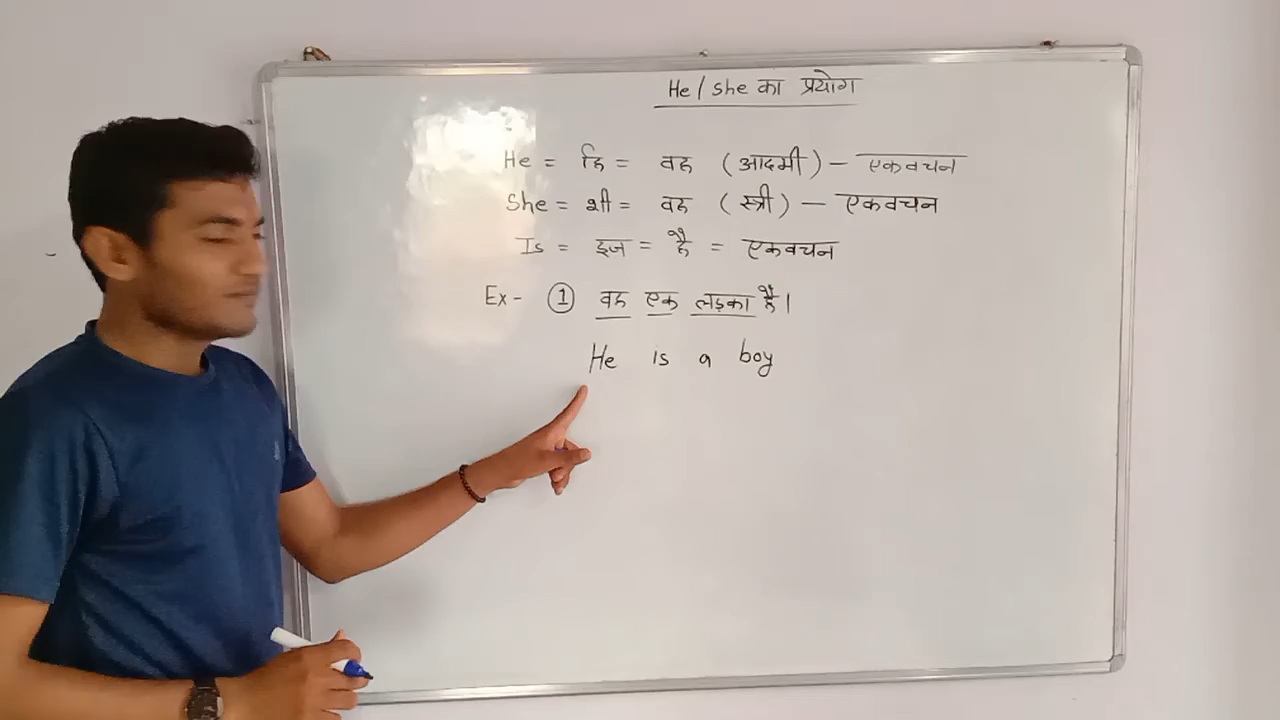 He / She का प्रयोग
He = हि = वह (आदमी) - एकवचन
She = शी = वह (स्त्री) - एकवचन
Is = इज = है = एकवचन
Ex- ① वह एक लड़का है।
He is a boy